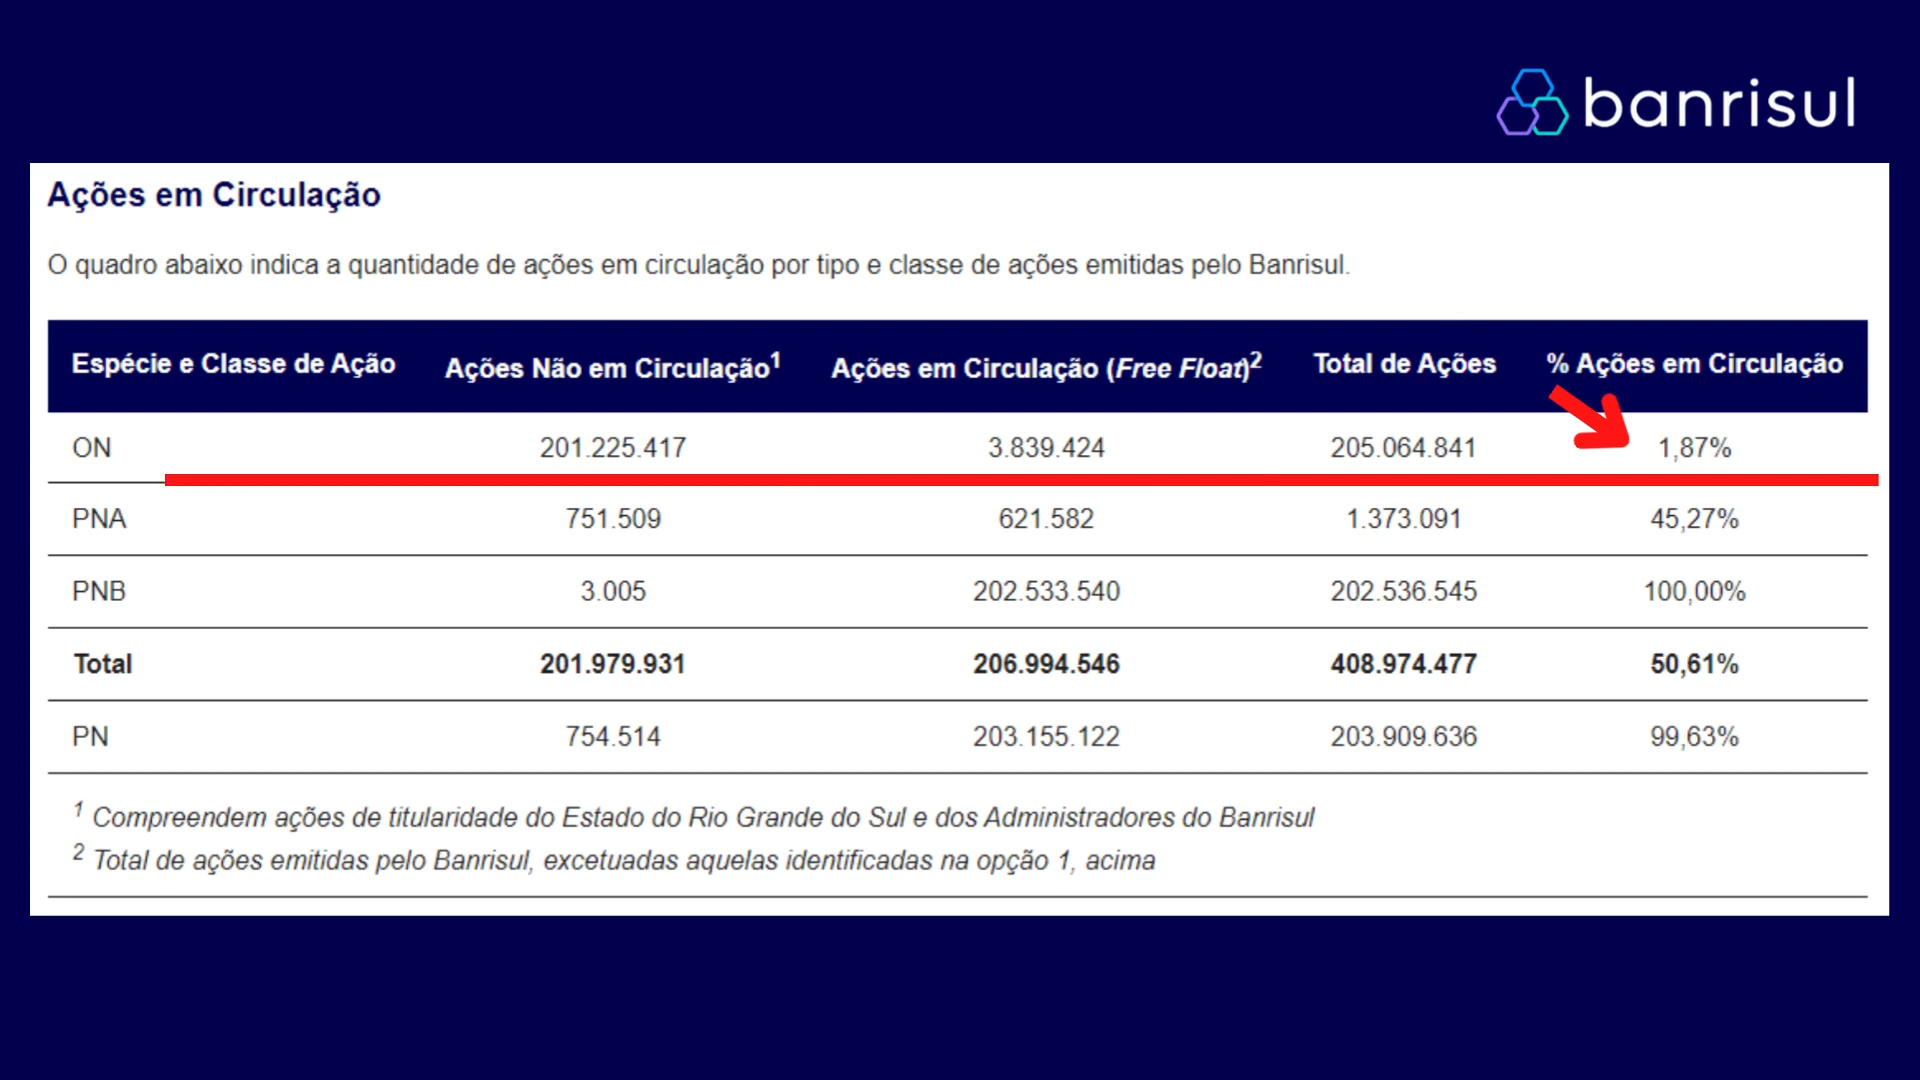 banrisul
Ações em Circulação
O quadro abaixo indica a quantidade de ações em circulação por tipo e classe de ações emitidas pelo Banrisul.
Espécie e Classe de Ação Ações Não em Circulação¹ Ações em Circulação (Free Float)² Total de Ações % Ações em Circulação
ON 201.225.417 3.839.424 205.064.841 1,87%
PNA 751.509 621.582 1.373.091 45,27%
PNB 3.005 202.533.540 202.536.545 100,00%
Total 201.979.931 206.994.546 408.974.477 50,61%
PN 754.514 203.155.122 203.909.636 99,63%
¹ Compreendem ações de titularidade do Estado do Rio Grande do Sul e dos Administradores do Banrisul
² Total de ações emitidas pelo Banrisul, excetuadas aquelas identificadas na opção 1, acima